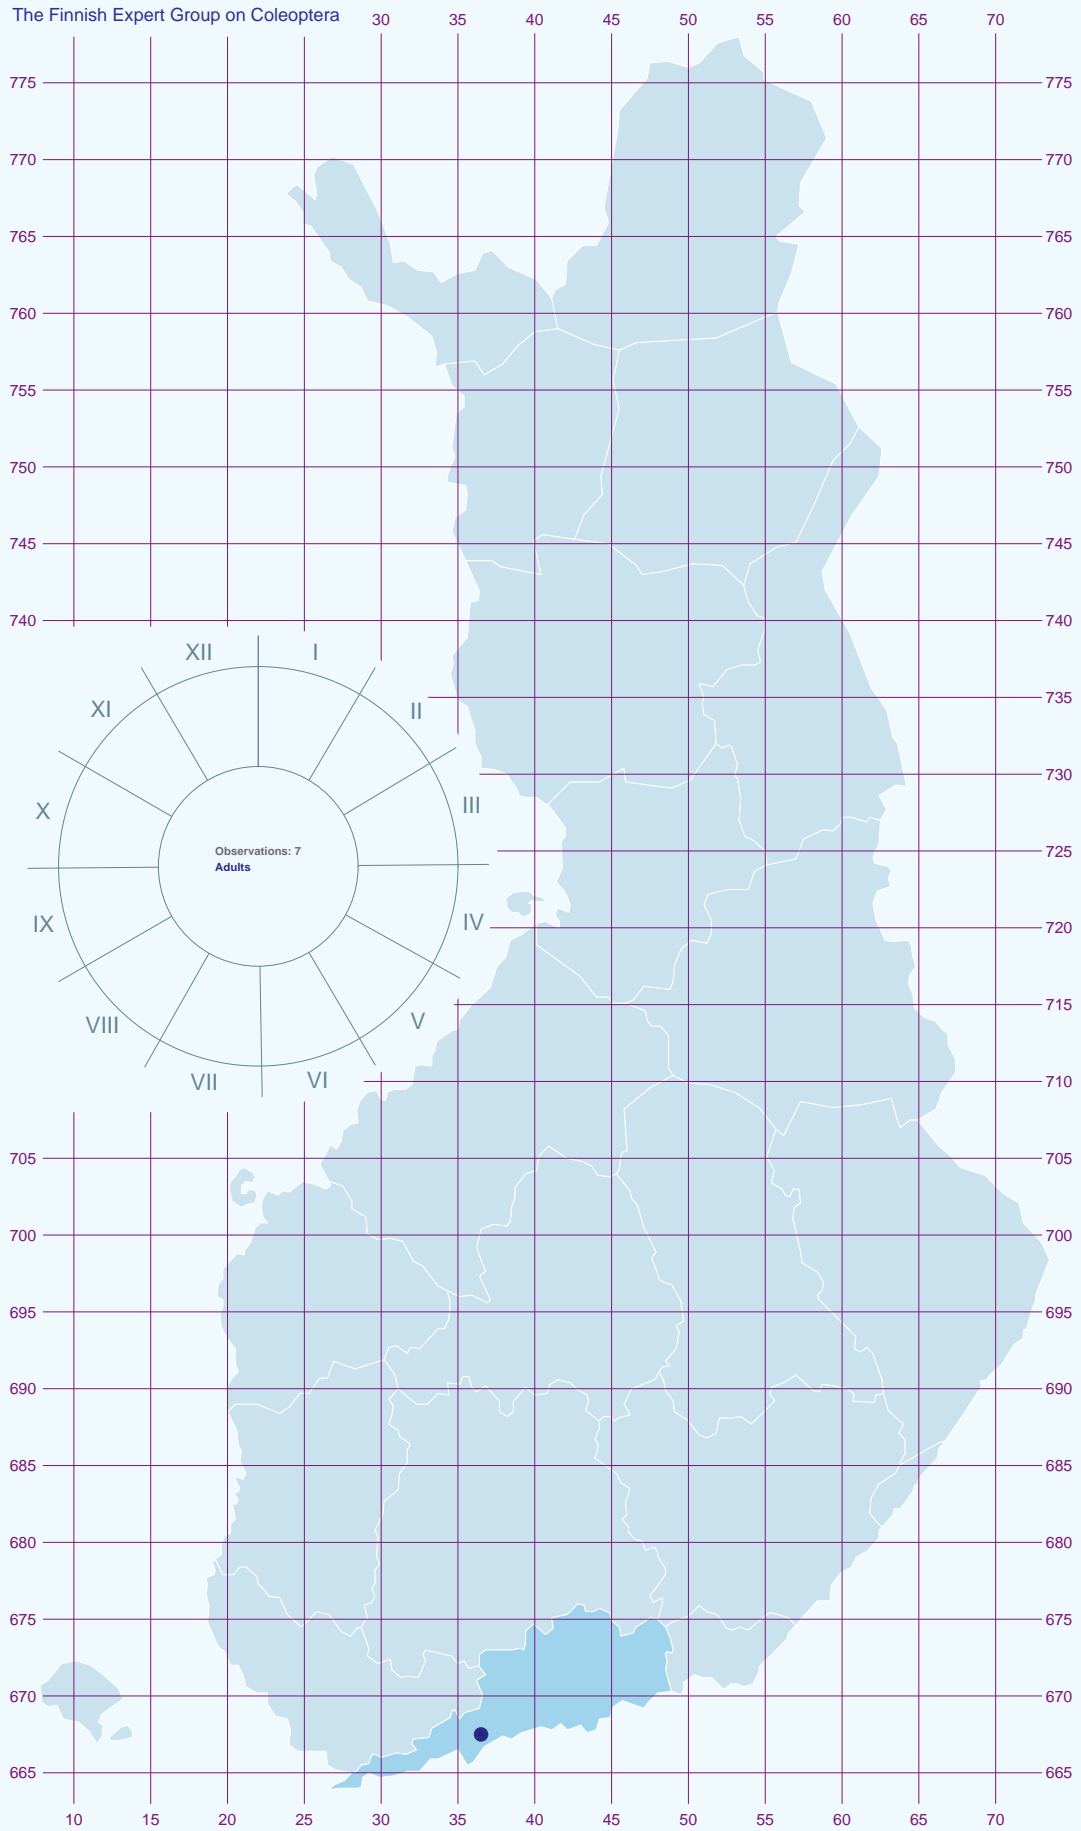 The Finnish Expert Group on Coleoptera
30 35 40 45 50 55 60 65 70
775 775
770 770
765 765
760 760
755 755
750 750
745 745
740 740
XII I
XI II
735
730
X III
Observations: 7
725
Adults
IX IV
720
715
VIII V
VII VI
710
705 705
700 700
695 695
690 690
685 685
680 680
675 675
670 670
665 665
10 15 20 25 30 35 40 45 50 55 60 65 70